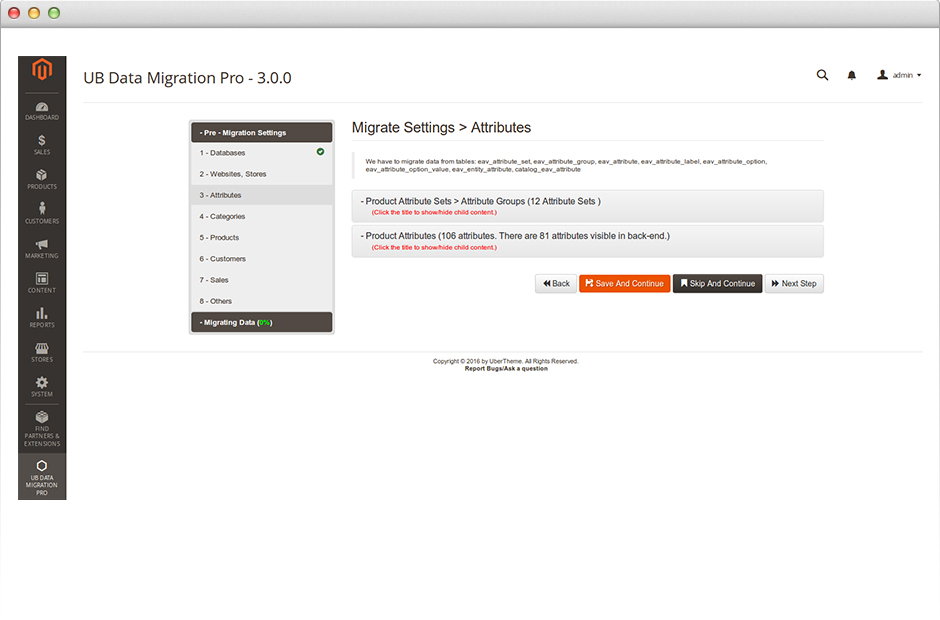 UB Data Migration Pro - 3.0.0
admin
DASHBOARD
SALES
PRODUCTS
CUSTOMERS
MARKETING
CONTENT
REPORTS
STORES
SYSTEM
FIND
PARTNERS &
EXTENSIONS
UB DATA
MIGRATION
PRO
- Pre - Migration Settings
1 - Databases
2 - Websites, Stores
3 - Attributes
4 - Categories
5 - Products
6 - Customers
7 - Sales
8 - Others
- Migrating Data (0%)
Migrate Settings > Attributes
We have to migrate data from tables: eav_attribute_set, eav_attribute_group, eav_attribute, eav_attribute_label, eav_attribute_option,
eav_attribute_option_value, eav_entity_attribute, catalog_eav_attribute
- Product Attribute Sets > Attribute Groups (12 Attribute Sets )
(Click the title to show/hide child content.)
- Product Attributes (106 attributes. There are 81 attributes visible in back-end.)
(Click the title to show/hide child content.)
Back
Save And Continue
Skip And Continue
Next Step
Copyright © 2016 by UberTheme. All Rights Reserved.
Report Bugs/Ask a question